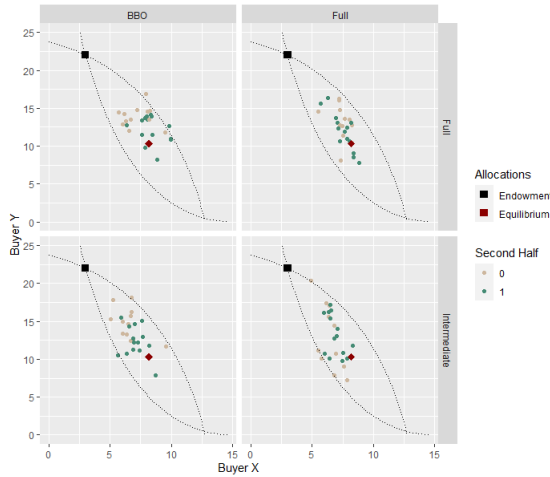 BBO
Full
25
20
15
10
5
0
Full
25
20
15
10
5
0
Intermediate
0
5
10
15
0
5
10
15
Buyer X
Buyer Y
Allocations
Endowment
Equilibrium
Second Half
0
1